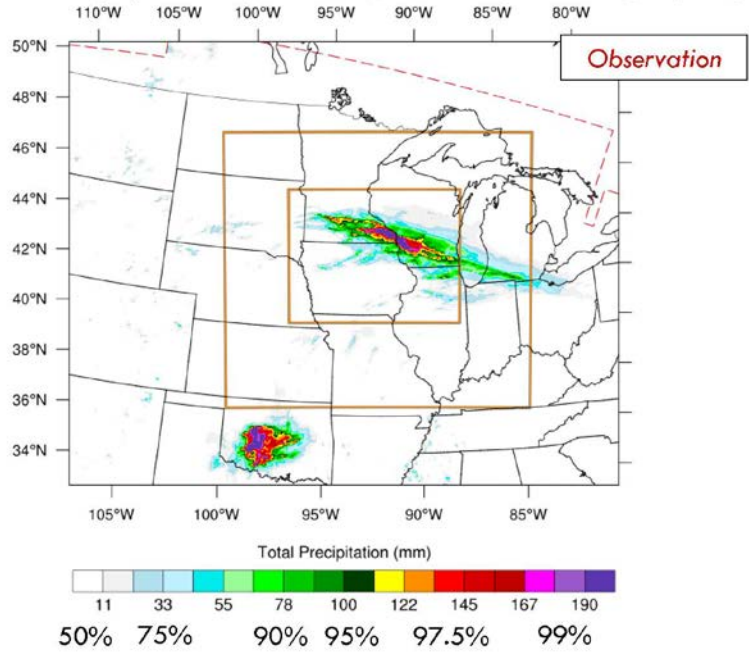 110°W 105°W 100°W 95°W 90°W 85°W 80°W
Observation
50°N
48°N
46°N
44°N
42°N
40°N
38°N
36°N
34°N
105°W 100°W 95°W 90°W 85°W
Total Precipitation (mm)
11 33 55 78 100 122 145 167 190
50% 75% 90% 95% 97.5% 99%